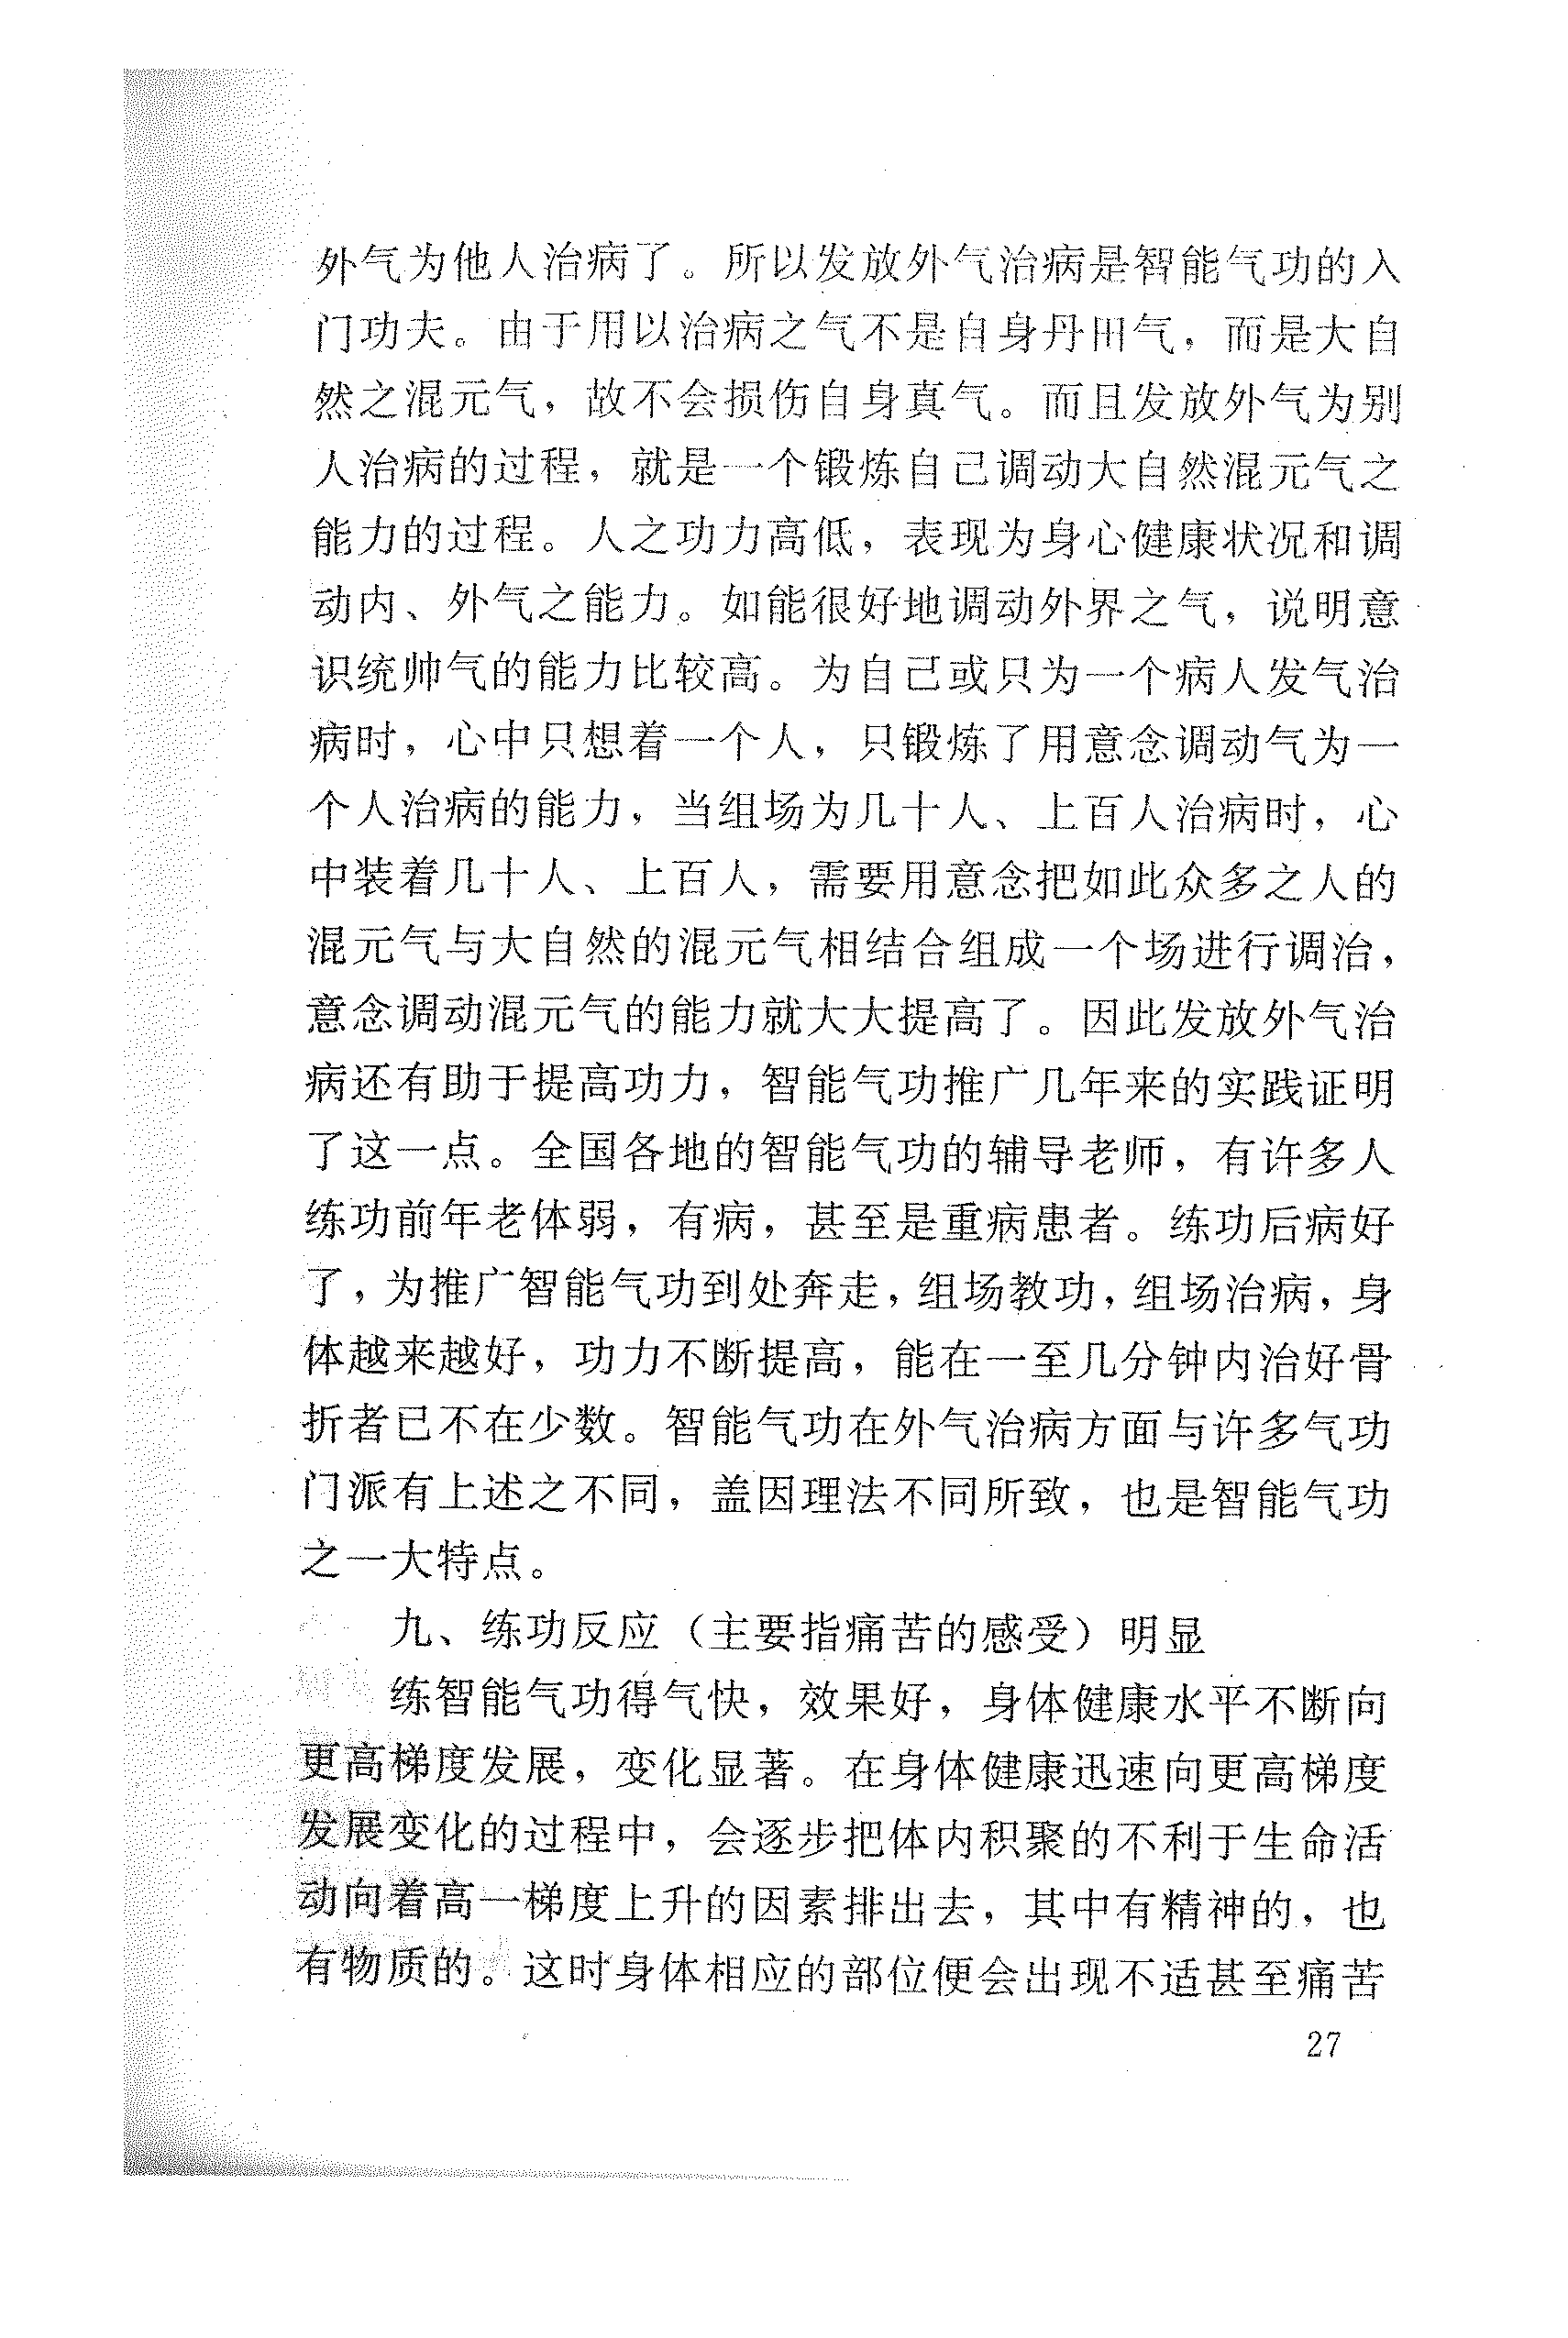 外气为他人治病了。所以发放外气治病是智能气功的入
门功夫。由于用以治病之气不是自身丹田气，而是大自
然之混元气，故不会损伤自身真气。而且发放外气为别
人治病的过程，就是一个锻炼自己调动大自然混元气之
能力的过程。人之功力高低，表现为身心健康状况和调
动内、外气之能力。如能很好地调动外界之气，说明意
识统帅气的能力比较高。为自己或只为一个病人发气治
病时，心中只想着一个人，只锻炼了用意念调动气为一
个人治病的能力，当组场为几十人、上百人治病时，心
中装着几十人、上百人，需要用意念把如此众多之人的
混元气与大自然的混元气相结合组成一个场进行调治，
意念调动混元气的能力就大大提高了。因此发放外气治
病还有助于提高功力，智能气功推广几年来的实践证明
了这一点。全国各地的智能气功的辅导老师，有许多人
练功前年老体弱，有病，甚至是重病患者。练功后病好
了，为推广智能气功到处奔走，组场教功，组场治病，身
体越来越好，功力不断提高，能在一至几分钟内治好骨
折者已不在少数。智能气功在外气治病方面与许多气功
门派有上述之不同，盖因理法不同所致，也是智能气功
之一大特点。
九、练功反应（主要指痛苦的感受）明显
练智能气功得气快，效果好，身体健康水平不断向
更高梯度发展，变化显著。在身体健康迅速向更高梯度
发展变化的过程中，会逐步把体内积聚的不利于生命活
动向着高一梯度上升的因素排出去，其中有精神的，也
有物质的。这时身体相应的部位便会出现不适甚至痛苦
27